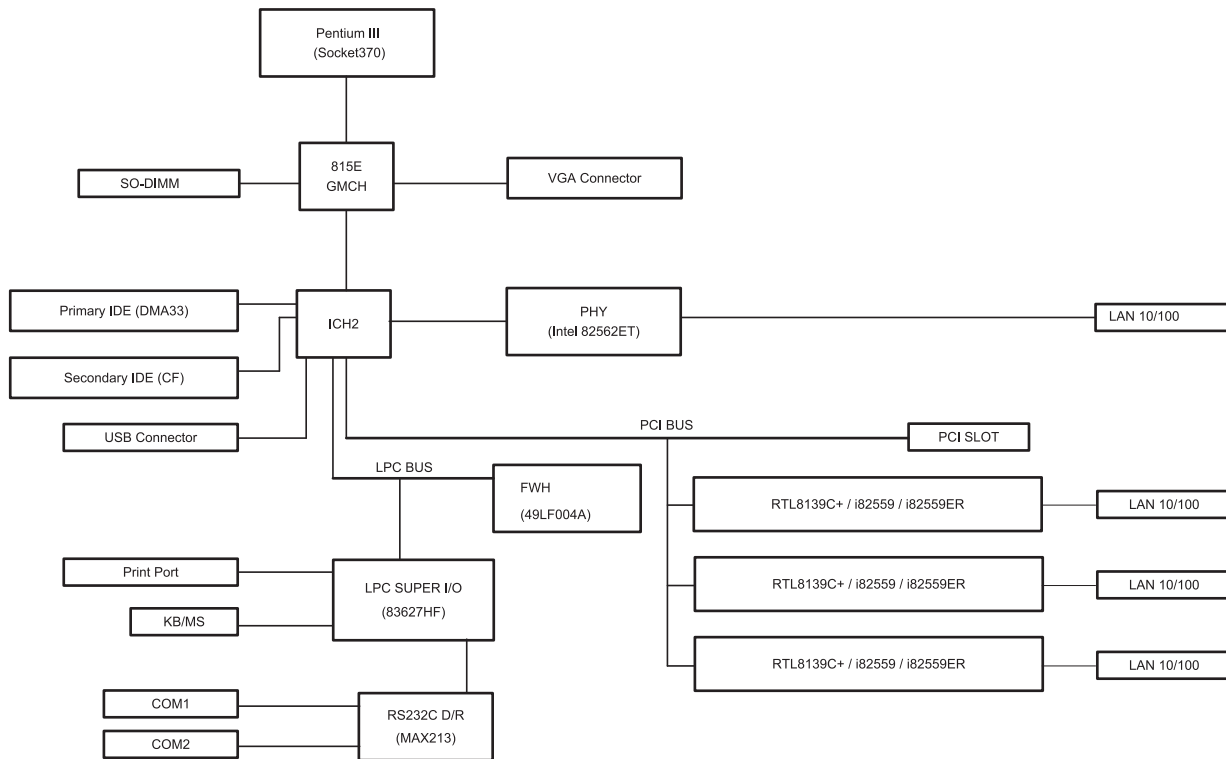 Pentium III
(Socket370)
815E
GMCH
SO-DIMM
VGA Connector
Primary IDE (DMA33)
ICH2
PHY
(Intel 82562ET)
LAN 10/100
Secondary IDE (CF)
USB Connector
PCI BUS
PCI SLOT
LPC BUS
FWH
(49LF004A)
RTL8139C+ / i82559 / i82559ER
LAN 10/100
Print Port
LPC SUPER I/O
(83627HF)
RTL8139C+ / i82559 / i82559ER
LAN 10/100
KB/MS
RTL8139C+ / i82559 / i82559ER
LAN 10/100
COM1
RS232C D/R
(MAX213)
COM2